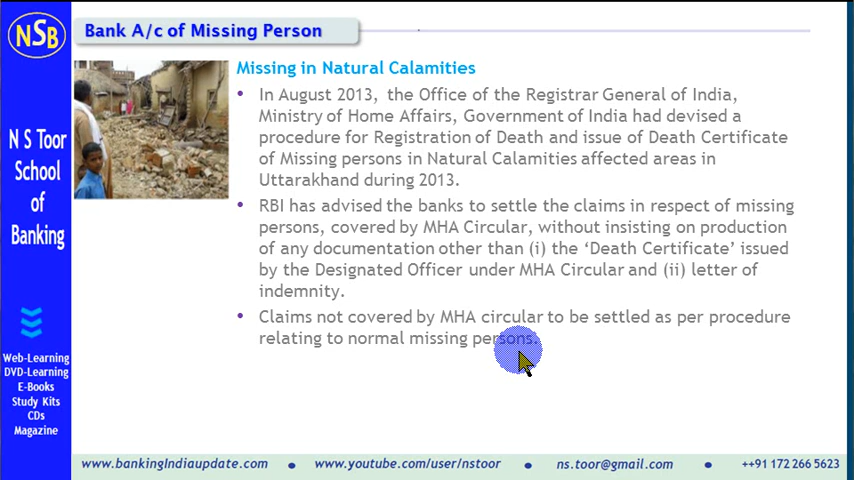 NSB
Bank A/c of Missing Person
N S Toor
School
of
Banking
Web-Learning
DVD-Learning
E-Books
Study Kits
CDs
Magazine
Missing in Natural Calamities
• In August 2013, the Office of the Registrar General of India,
Ministry of Home Affairs, Government of India had devised a
procedure for Registration of Death and issue of Death Certificate
of Missing persons in Natural Calamities affected areas in
Uttarakhand during 2013.
• RBI has advised the banks to settle the claims in respect of missing
persons, covered by MHA Circular, without insisting on production
of any documentation other than (i) the ‘Death Certificate’ issued
by the Designated Officer under MHA Circular and (ii) letter of
indemnity.
• Claims not covered by MHA circular to be settled as per procedure
relating to normal missing persons.
www.bankingIndiaupdate.com • www.youtube.com/user/nstoor • ns.toor@gmail.com • ++91 172 266 5623